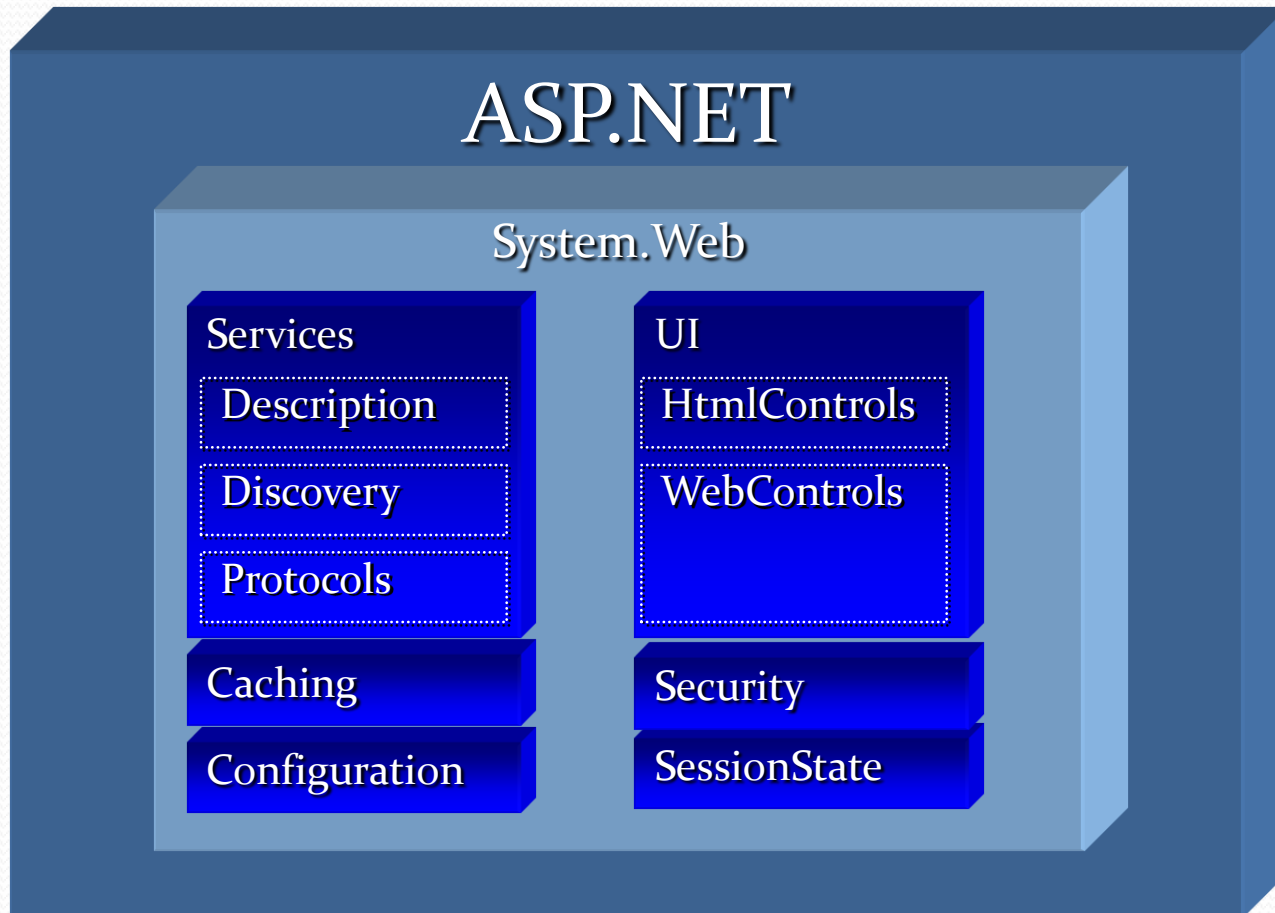 ASP.NET
System.Web
Services
Description
Discovery
Protocols
Caching
Configuration
UI
HtmlControls
WebControls
Security
SessionState